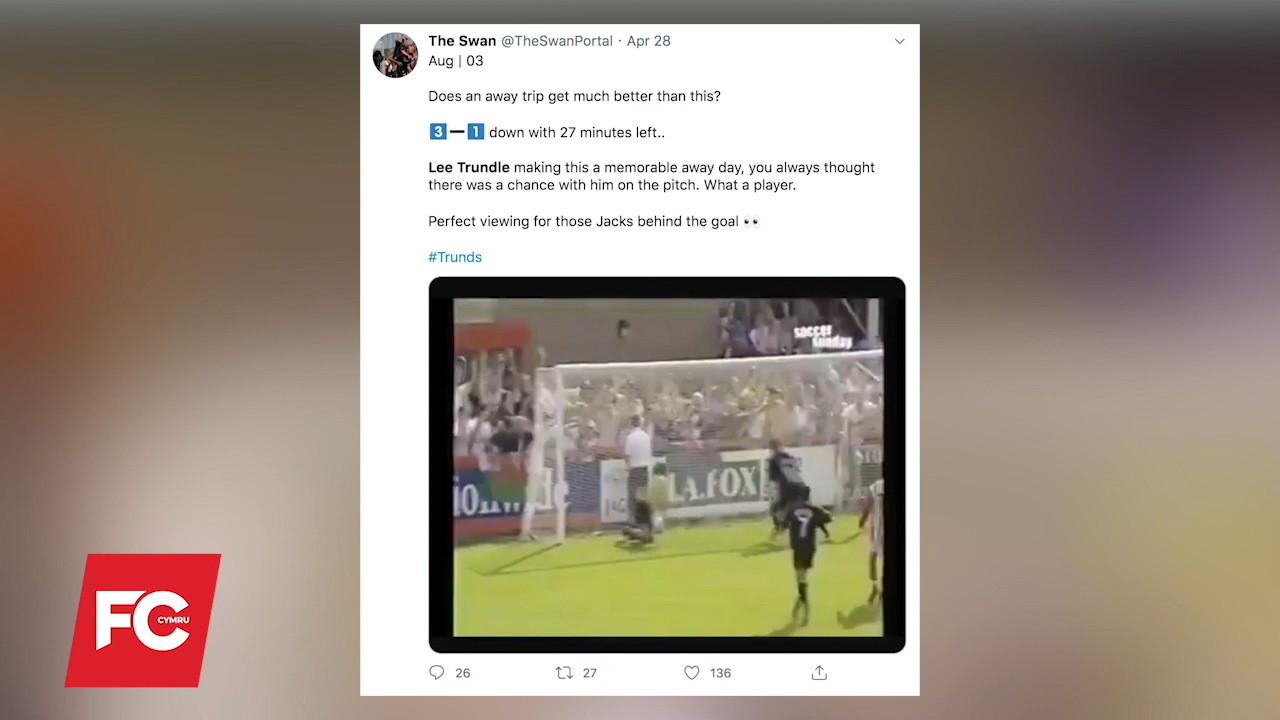 The Swan @TheSwanPortal · Apr 28
Aug | 03
Does an away trip get much better than this?
3️⃣➖1️⃣ down with 27 minutes left..
Lee Trundle making this a memorable away day, you always thought
there was a chance with him on the pitch. What a player.
Perfect viewing for those Jacks behind the goal 👀
#Trunds
soccer
sunday
L.A.FOX
7
26
27
136
FC
CYMRU